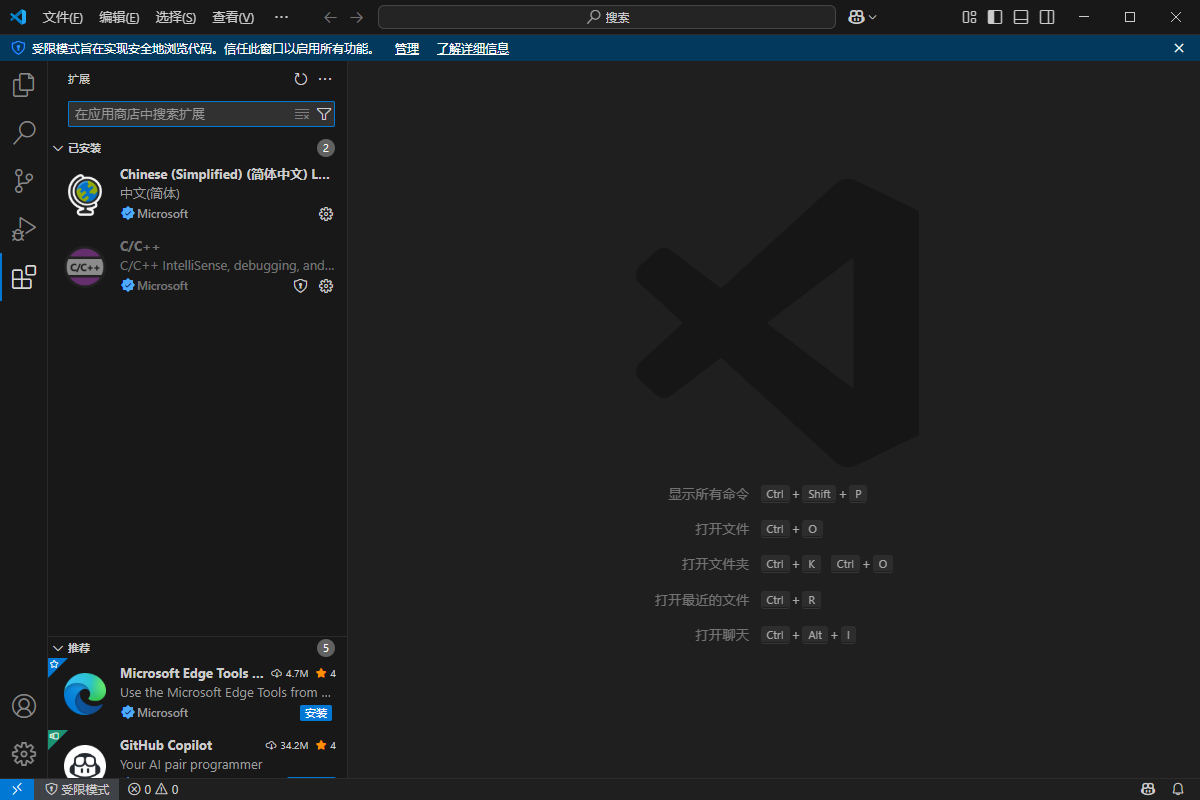 文件(F) 编辑(E) 选择(S) 查看(V) ··· 搜索
受限模式旨在实现安全地浏览代码。信任此窗口以启用所有功能。 管理 了解详细信息
扩展
在应用商店中搜索扩展
已安装 2
Chinese (Simplified) (简体中文) L...
中文(简体)
Microsoft
C/C++
C/C++
C/C++ IntelliSense, debugging, and...
Microsoft
显示所有命令 Ctrl + Shift + P
打开文件 Ctrl + O
打开文件夹 Ctrl + K Ctrl + O
打开最近的文件 Ctrl + R
打开聊天 Ctrl + Alt + I
推荐 5
Microsoft Edge Tools ... 4.7M 4
Use the Microsoft Edge Tools from ...
Microsoft 安装
GitHub Copilot 34.2M 4
Your AI pair programmer
受限模式 0 0